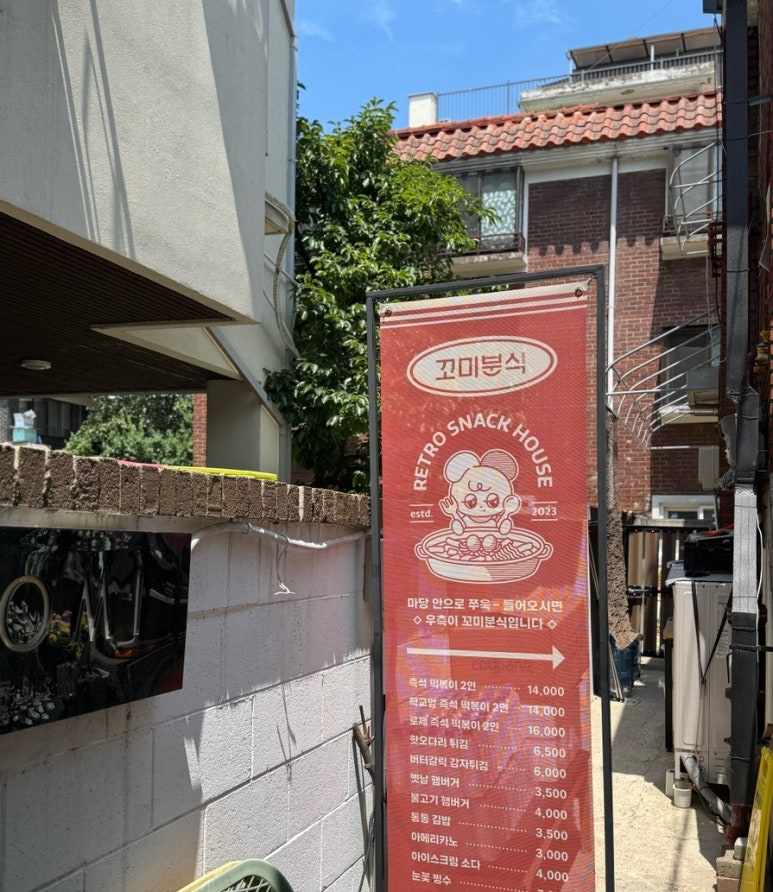 꼬미분식
RETRO SNACK HOUSE
estd. 2023
마당 안으로 쭈욱 - 들어오시면
◇ 우측이 꼬미분식입니다 ◇
즉석 떡볶이 2인 14,000
학교앞 즉석 떡볶이 2인 14,000
로제 즉석 떡볶이 2인 16,000
핫오다리 튀김 6,500
버터갈릭 감자튀김 6,000
옛날 햄버거 3,500
불고기 햄버거 4,000
통통 김밥 3,500
아메리카노 3,000
아이스크림 소다 4,000
눈꽃 빙수